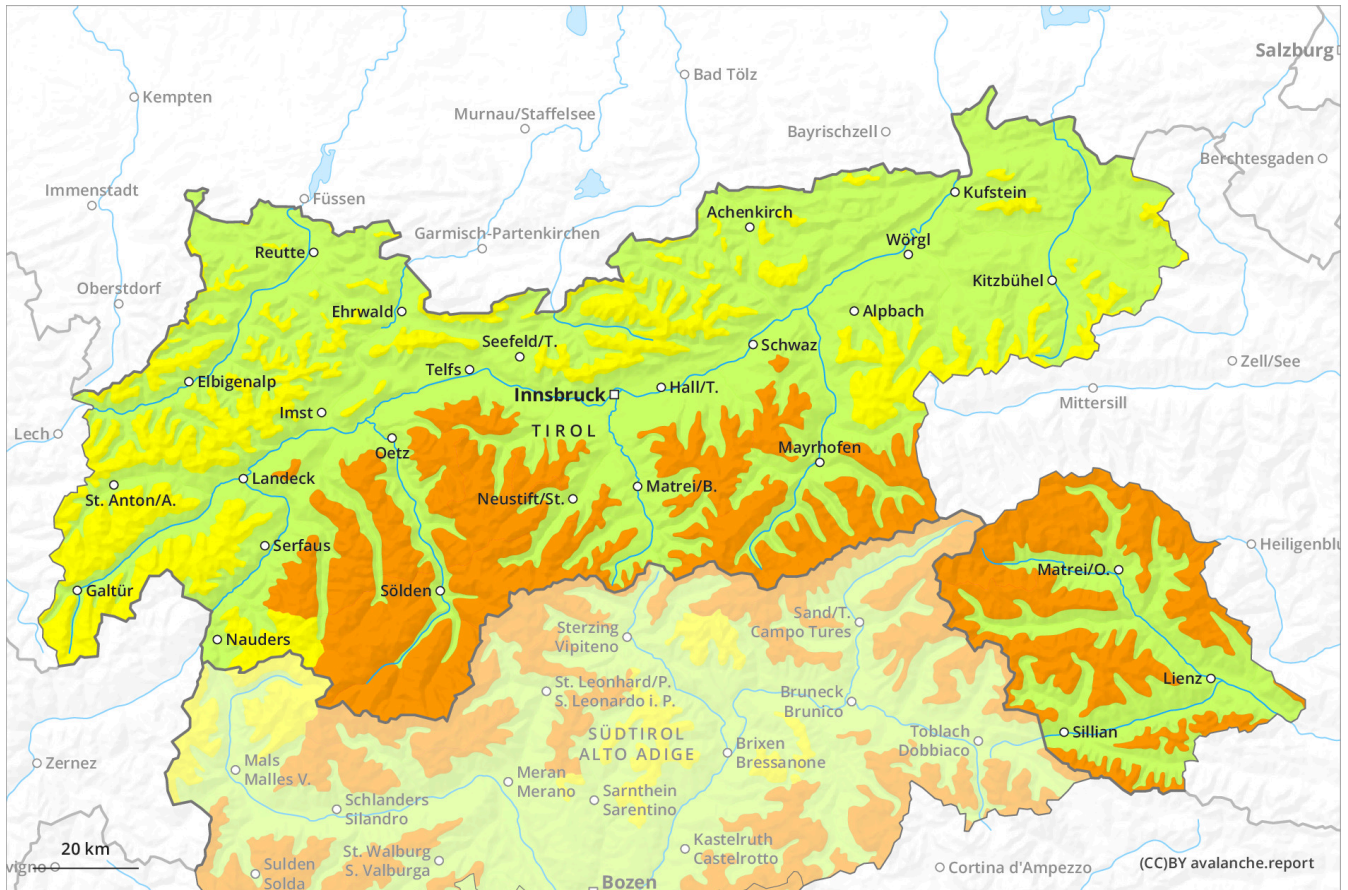 Salzburg
Kempten
Bad Tölz
Murnau/Staffelsee
Bayrischzell
Berchtesgaden
Immenstadt
Füssen
Kufstein
Achenkirch
Garmisch-Partenkirchen
Wörgl
Reutte
Oberstdorf
Kitzbühel
Ehrwald
Alpbach
Seefeld/T.
Schwaz
Zell/See
Telfs
Elbigenalp
Hall/T.
Innsbruck
Mittersill
Imst
TIROL
Lech
Oetz
Mayrhofen
Landeck
St. Anton/A.
Neustift/St.
Matrei/B.
Serfaus
Heiligenblu
Matrei/O.
Galtür
Sölden
Sand/T.
Campo Tures
Nauders
Sterzing
Vipiteno
Lienz
St. Leonhard/P.
S. Leonardo i. P.
Bruneck
Brunico
SÜDTIROL
ALTO ADIGE
Toblach
Dobbiaco
Sillian
Brixen
Bressanone
Zernez
Mals
Malles V.
Meran
Merano
Sarnthein
Sarentino
Schlanders
Silandro
Kastelruth
Castelrotto
20 km
St. Walburg
S. Valburga
vigno
Sulden
Solda
Cortina d'Ampezzo
(CC)BY avalanche.report
Bozen